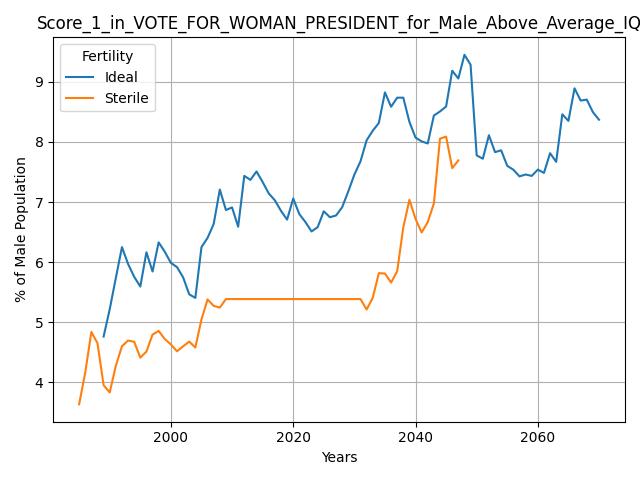 Score_1_in_VOTE_FOR_WOMAN_PRESIDENT_for_Male_Above_Average_IQ
Fertility
Ideal
Sterile
9
8
7
6
5
4
% of Male Population
2000
2020
2040
2060
Years